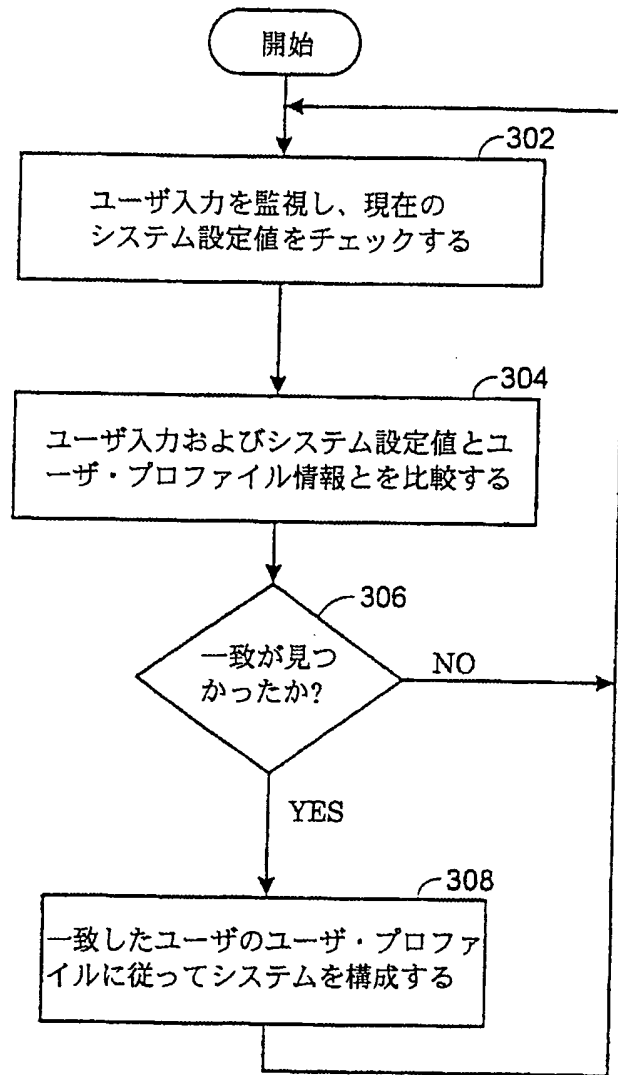 開始
302
ユーザ入力を監視し、現在の
システム設定値をチェックする
304
ユーザ入力およびシステム設定値とユ
ーザ・プロファイル情報とを比較する
306
一致が見つ
かったか?
NO
YES
308
一致したユーザのユーザ・プロファ
イルに従ってシステムを構成する